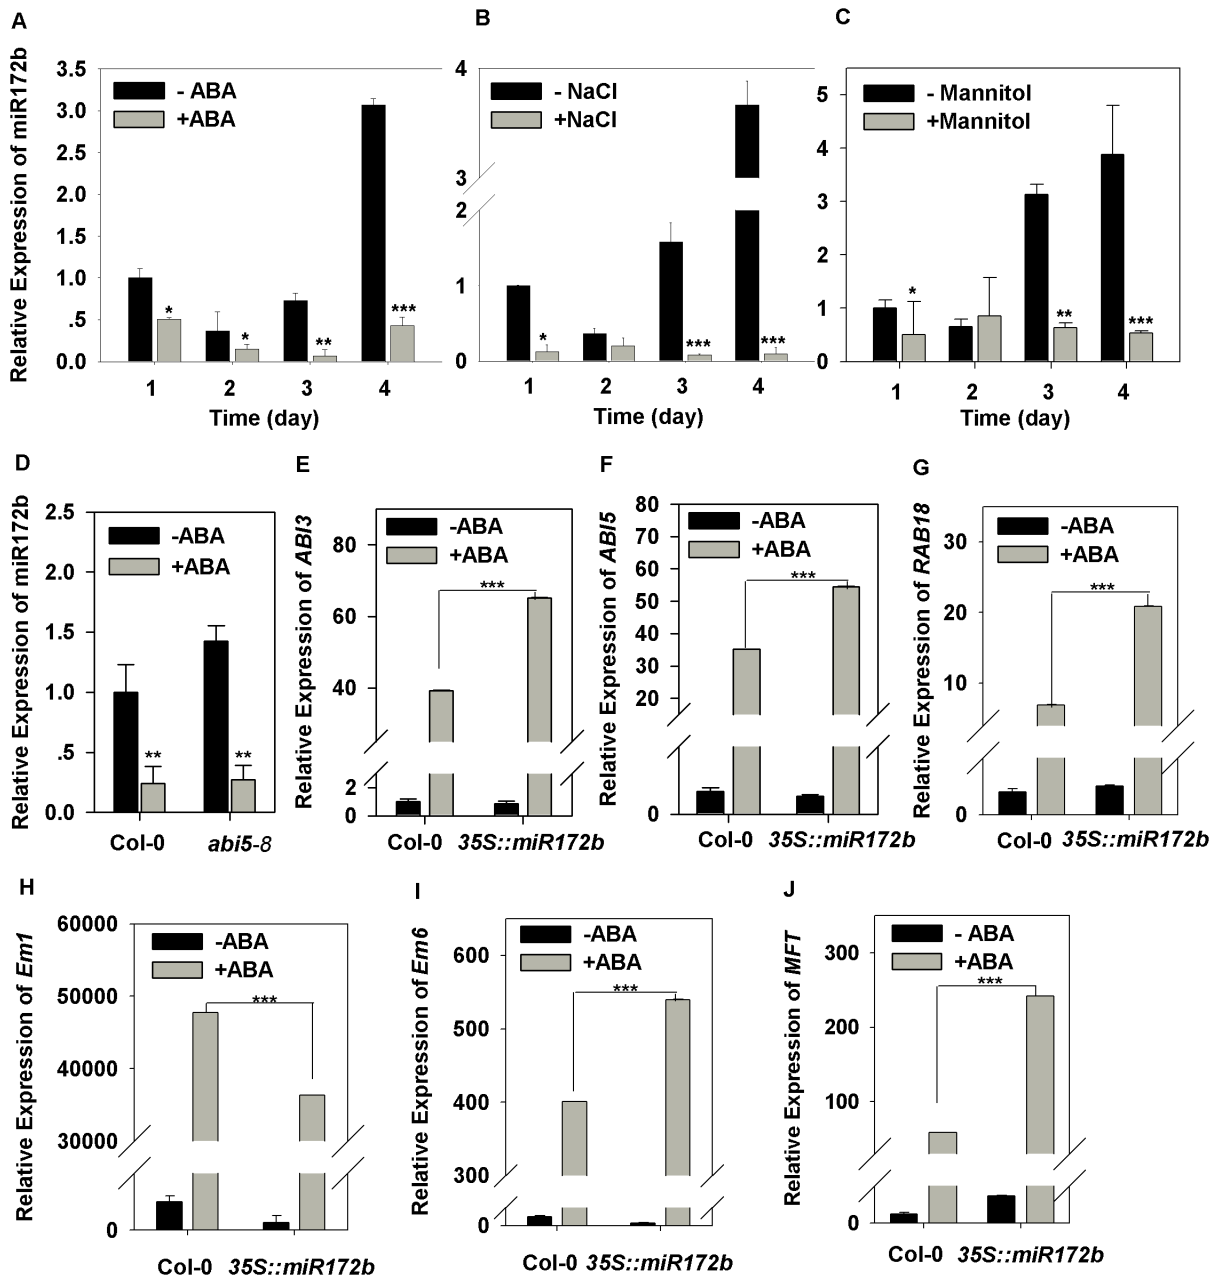 A
Relative Expression of miR172b
3.5
3.0
2.5
2.0
1.5
1.0
.5
0.0
- ABA
+ABA
*
*
**
***
1 2 3 4
Time (day)
B
4
3
2
1
0
- NaCl
+NaCl
*
***
***
1 2 3 4
Time (day)
C
5
4
3
2
1
0
- Mannitol
+Mannitol
*
**
***
1 2 3 4
Time (day)
D
Relative Expression of miR172b
2.5
2.0
1.5
1.0
.5
0.0
-ABA
+ABA
**
**
Col-0 abi5-8
E
Relative Expression of ABI3
80
60
40
2
0
-ABA
+ABA
***
Col-0 35S::miR172b
F
Relative Expression of ABI5
80
70
60
50
40
30
20
0
-ABA
+ABA
***
Col-0 35S::miR172b
G
Relative Expression of RAB18
30
20
10
0
-ABA
+ABA
***
Col-0 35S::miR172b
H
Relative Expression of Em1
60000
50000
40000
30000
0
-ABA
+ABA
***
Col-0 35S::miR172b
I
Relative Expression of Em6
600
500
400
300
0
-ABA
+ABA
***
Col-0 35S::miR172b
J
Relative Expression of MFT
300
200
100
0
- ABA
+ABA
***
Col-0 35S::miR172b